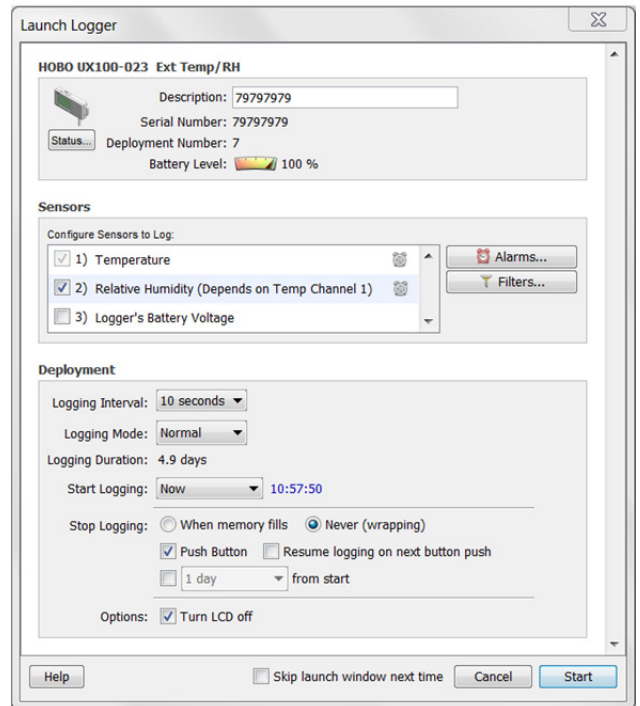 Launch Logger
HOBO UX100-023 Ext Temp/RH
Description: 79797979
Serial Number: 79797979
Status... Deployment Number: 7
Battery Level: 100 %
Sensors
Configure Sensors to Log:
1) Temperature
Alarms...
2) Relative Humidity (Depends on Temp Channel 1)
Filters...
3) Logger's Battery Voltage
Deployment
Logging Interval: 10 seconds
Logging Mode: Normal
Logging Duration: 4.9 days
Start Logging: Now 10:57:50
Stop Logging: When memory fills Never (wrapping)
Push Button Resume logging on next button push
1 day from start
Options: Turn LCD off
Help Skip launch window next time Cancel Start